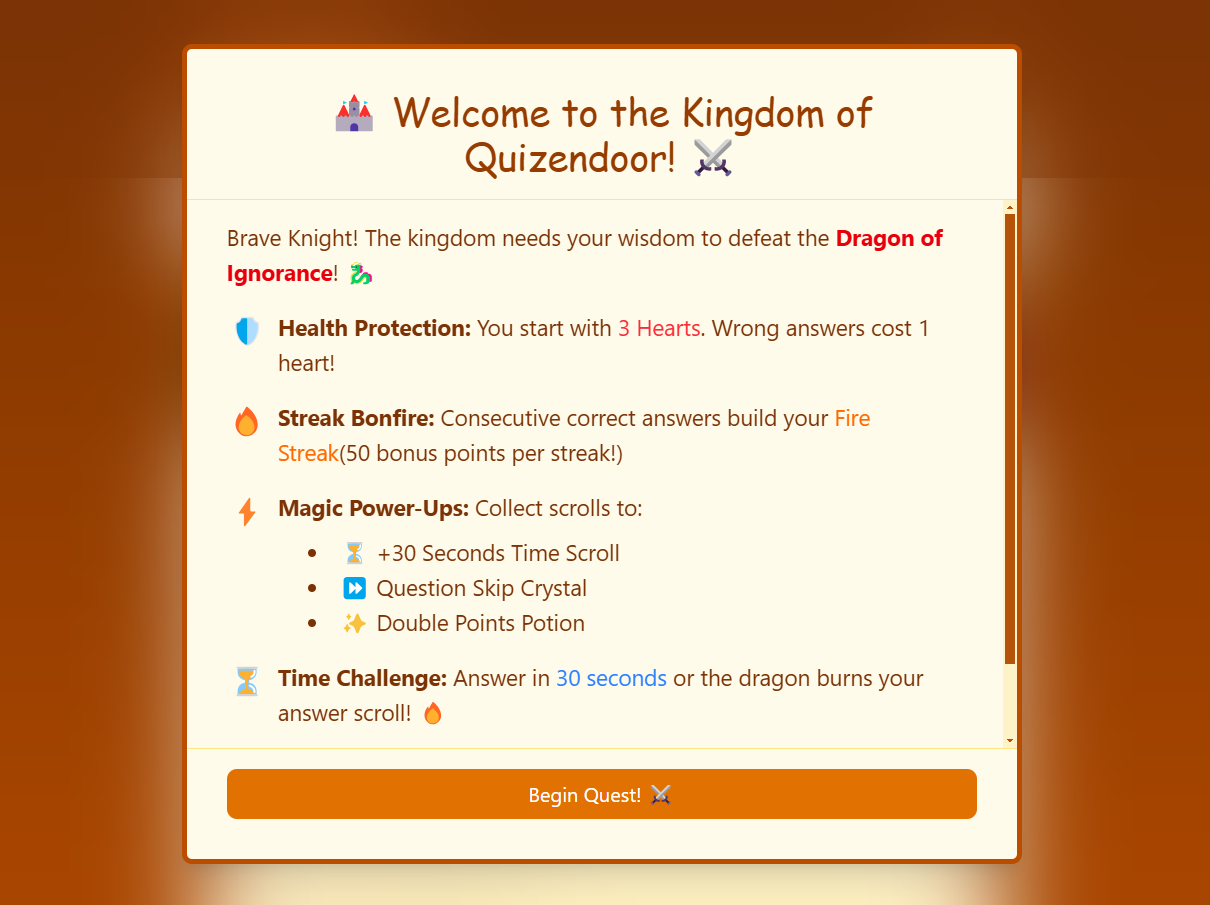 🏰 Welcome to the Kingdom of
Quizendoor! ⚔️
Brave Knight! The kingdom needs your wisdom to defeat the Dragon of
Ignorance! 🐉
🛡️ Health Protection: You start with 3 Hearts. Wrong answers cost 1
heart!
🔥 Streak Bonfire: Consecutive correct answers build your Fire
Streak(50 bonus points per streak!)
⚡ Magic Power-Ups: Collect scrolls to:
• ⏳ +30 Seconds Time Scroll
• ⏩ Question Skip Crystal
• ✨ Double Points Potion
⏳ Time Challenge: Answer in 30 seconds or the dragon burns your
answer scroll! 🔥
Begin Quest! ⚔️